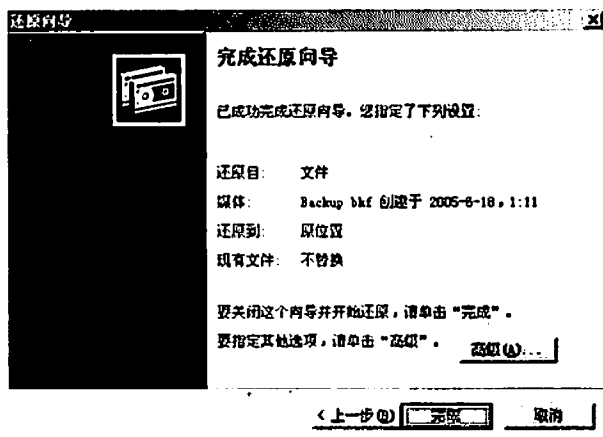 还原向导
完成还原向导
已成功完成还原向导。您指定了下列设置:
还原自: 文件
媒体: Backup bkf 创建于 2005-6-18,1:11
还原到: 原位置
现有文件: 不替换
要关闭这个向导并开始还原,请单击“完成”。
要指定其他选项,请单击“高级”。
高级(A)...
<上一步(B) 完成 取消